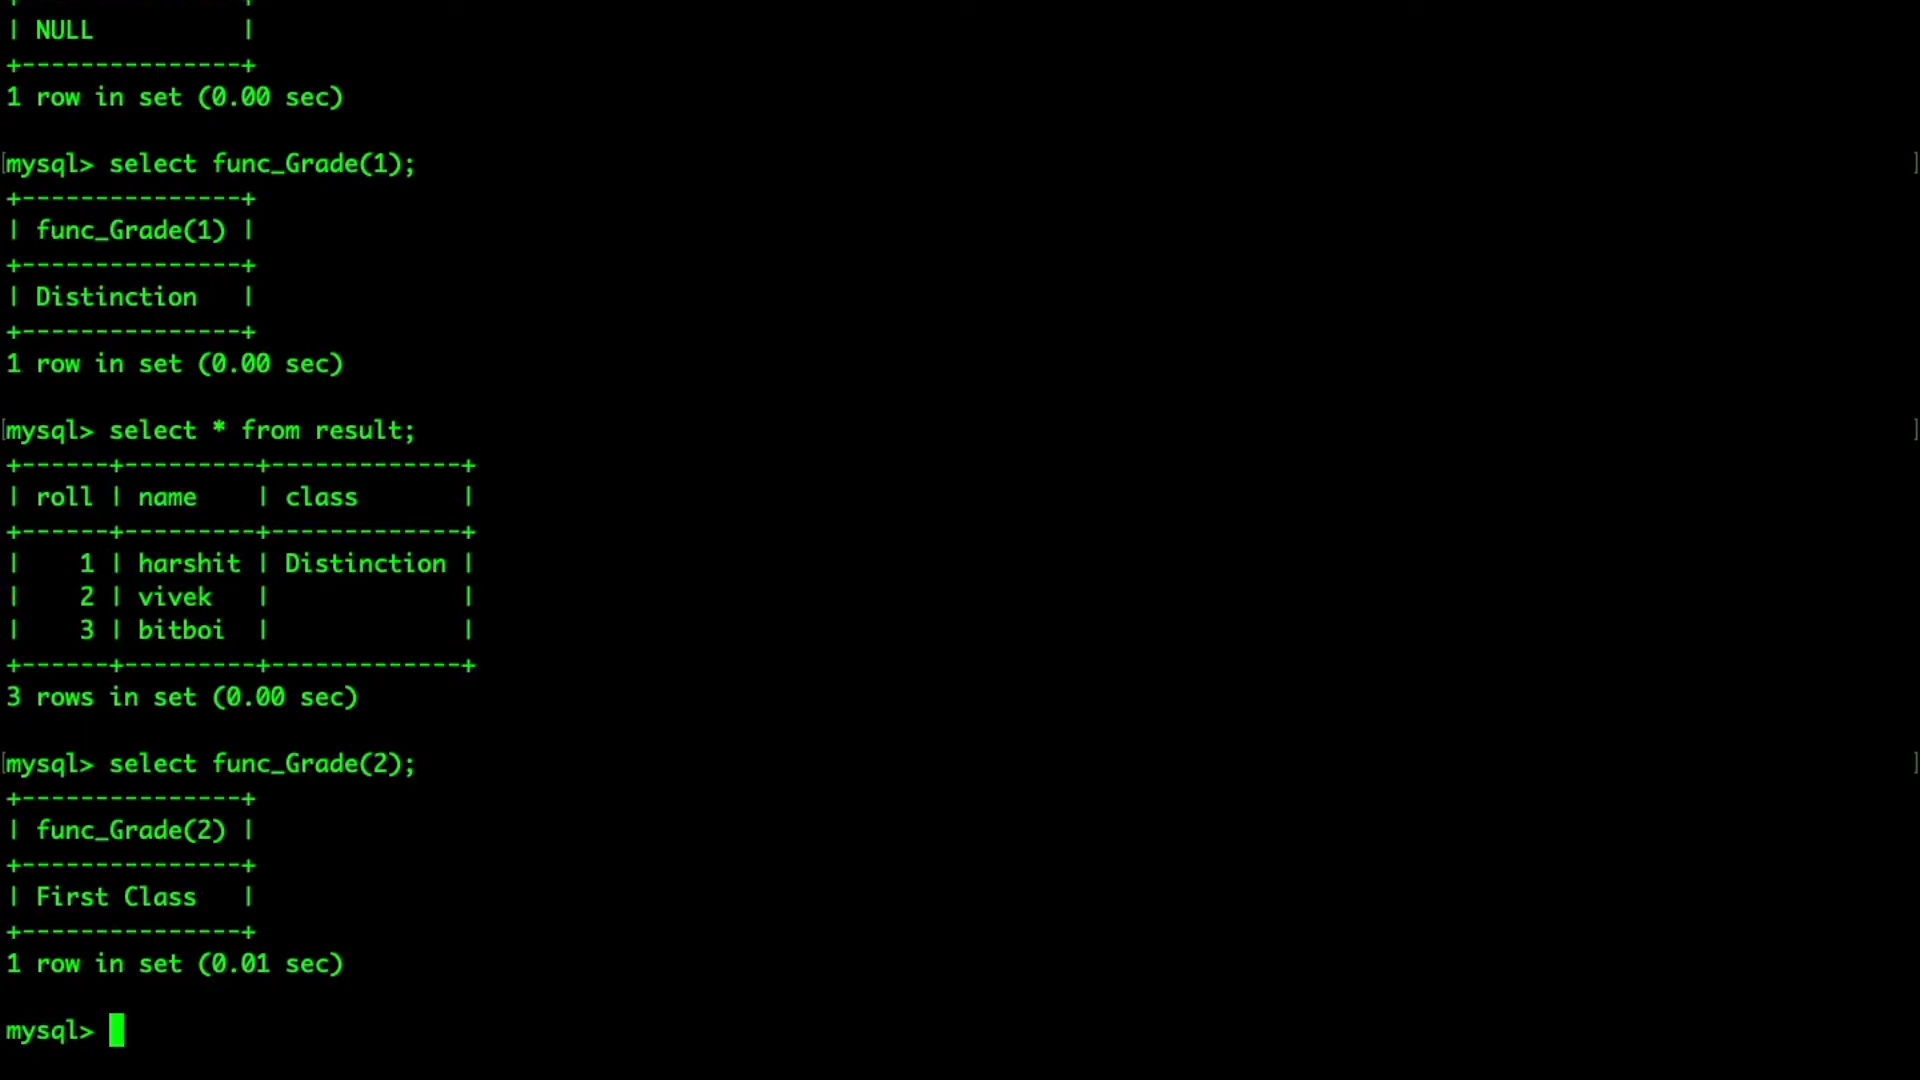 | NULL          |
+---------------+
1 row in set (0.00 sec)
[mysql> select func_Grade(1);                                                                                         ]
+---------------+
| func_Grade(1) |
+---------------+
| Distinction   |
+---------------+
1 row in set (0.00 sec)
[mysql> select * from result;                                                                                         ]
+------+---------+-------------+
| roll | name    | class       |
+------+---------+-------------+
|    1 | harshit | Distinction |
|    2 | vivek   |             |
|    3 | bitboi  |             |
+------+---------+-------------+
3 rows in set (0.00 sec)
[mysql> select func_Grade(2);                                                                                         ]
+---------------+
| func_Grade(2) |
+---------------+
| First Class   |
+---------------+
1 row in set (0.01 sec)
mysql>